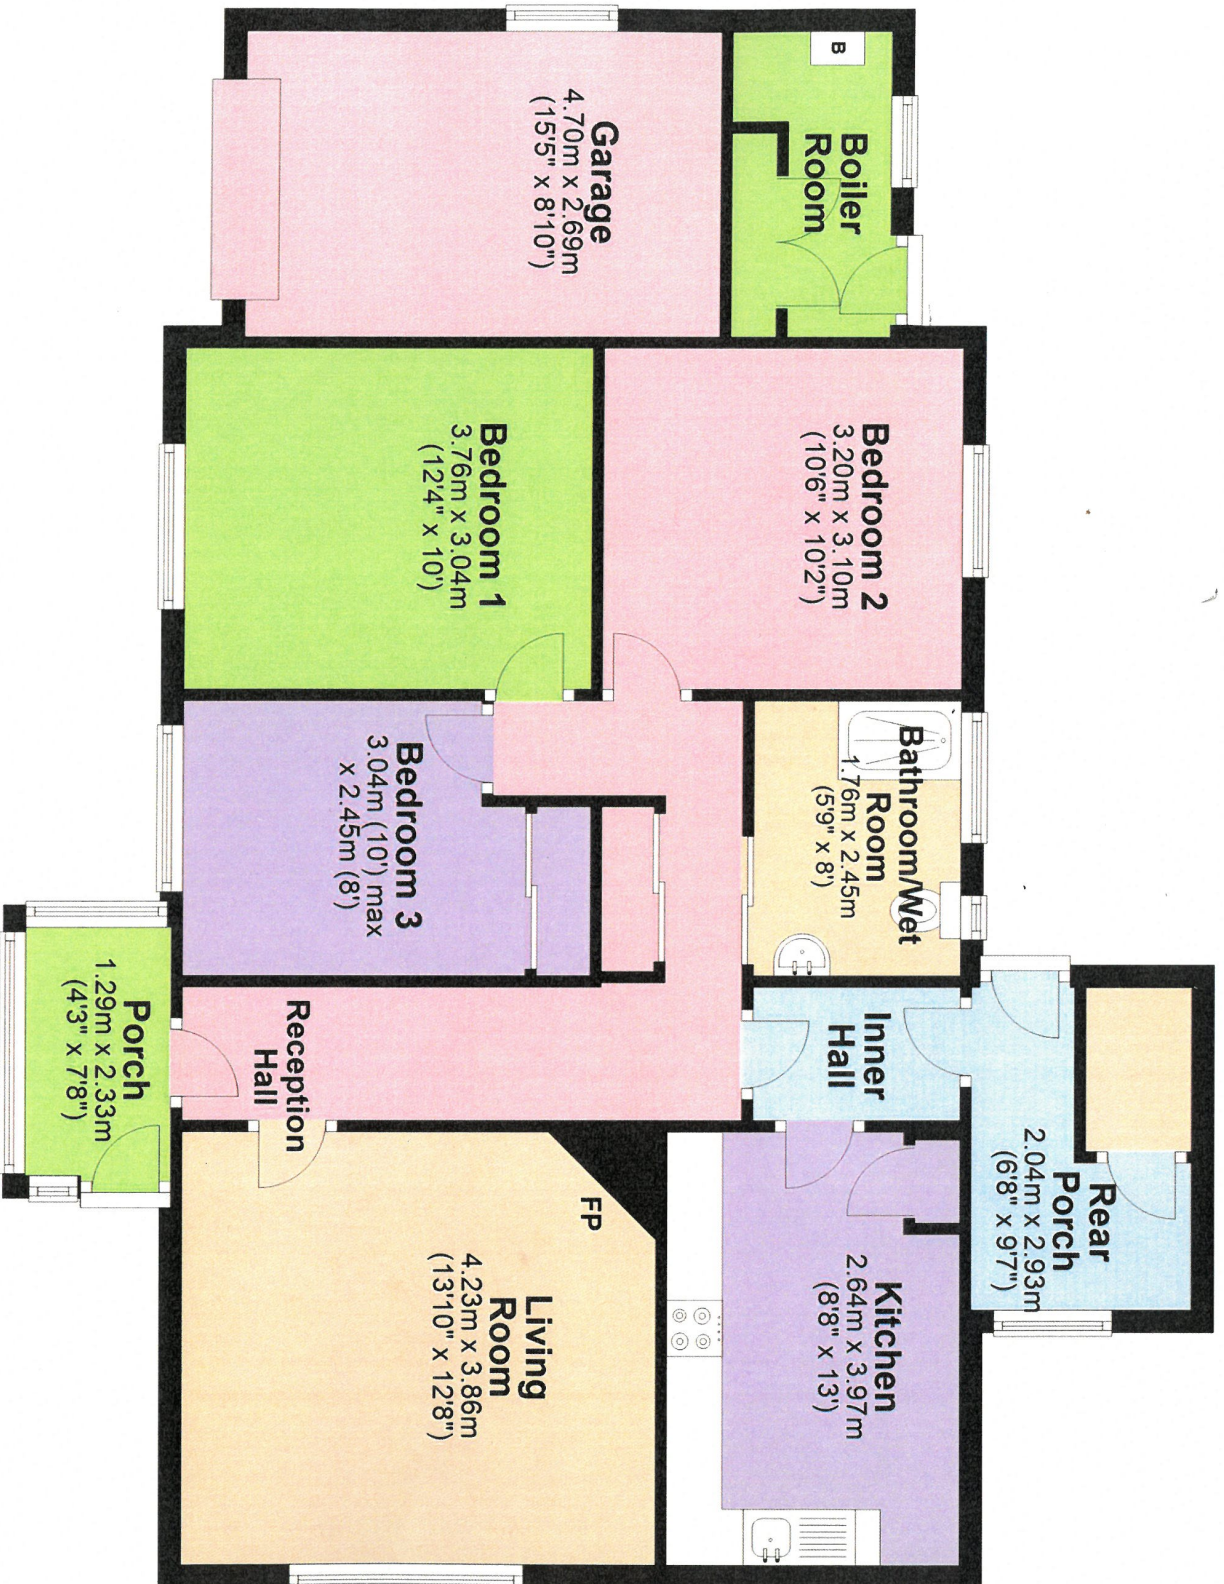 B
Boiler
Room
Garage
4.70m x 2.69m
(15'5" x 8'10")
Bedroom 2
3.20m x 3.10m
(10'6" x 10'2")
Bedroom 1
3.76m x 3.04m
(12'4" x 10')
Bathroom/Wet
Room
1.76m x 2.45m
(5'9" x 8')
Bedroom 3
3.04m (10') max
x 2.45m (8')
Inner
Hall
Reception
Hall
Porch
1.29m x 2.33m
(4'3" x 7'8")
Rear
Porch
2.04m x 2.93m
(6'8" x 9'7")
FP
Kitchen
2.64m x 3.97m
(8'8" x 13')
Living
Room
4.23m x 3.86m
(13'10" x 12'8")